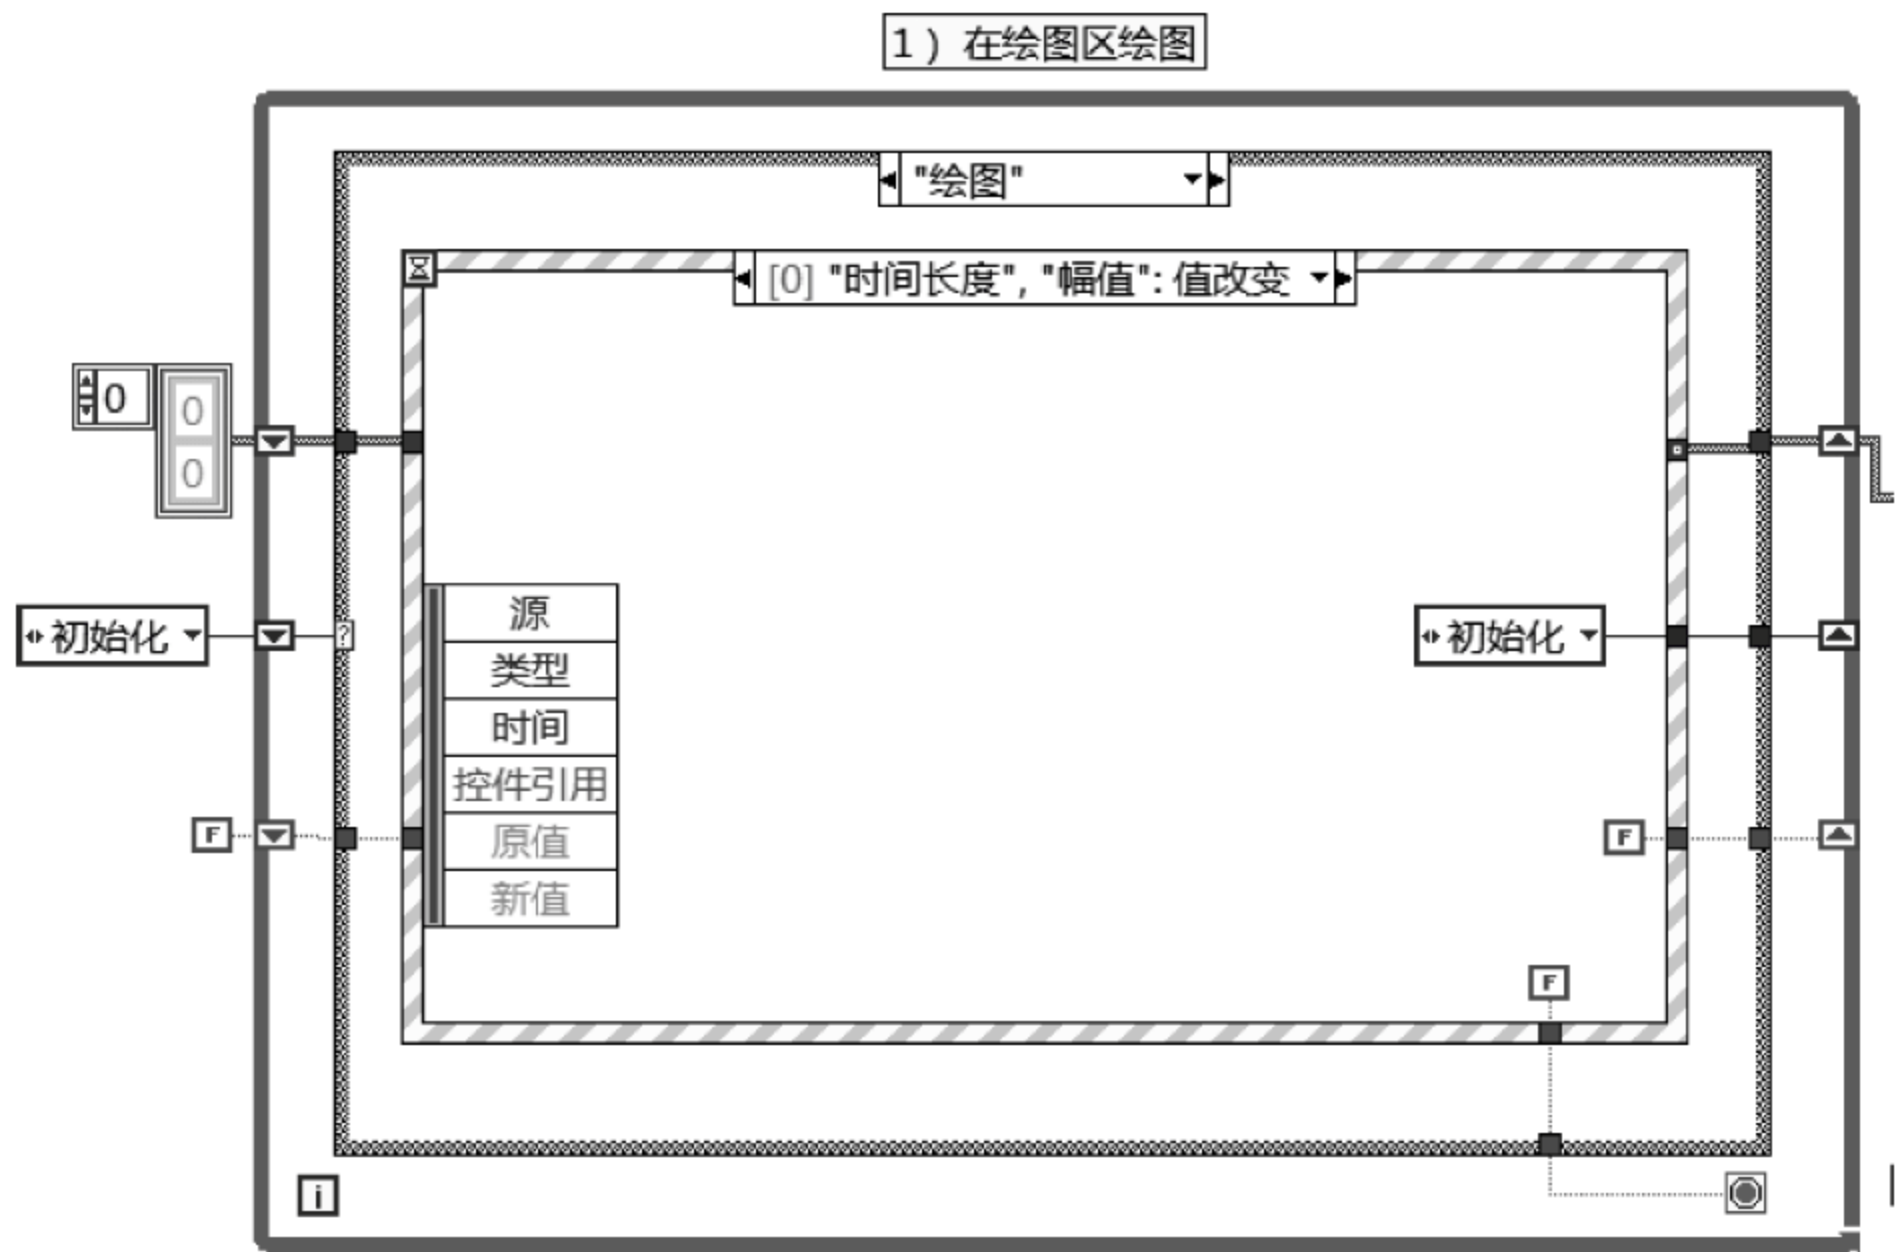 1）在绘图区绘图
"绘图"
[0] "时间长度", "幅值": 值改变
0
0
0
初始化
?
源
类型
时间
控件引用
原值
新值
初始化
F
F
F
i